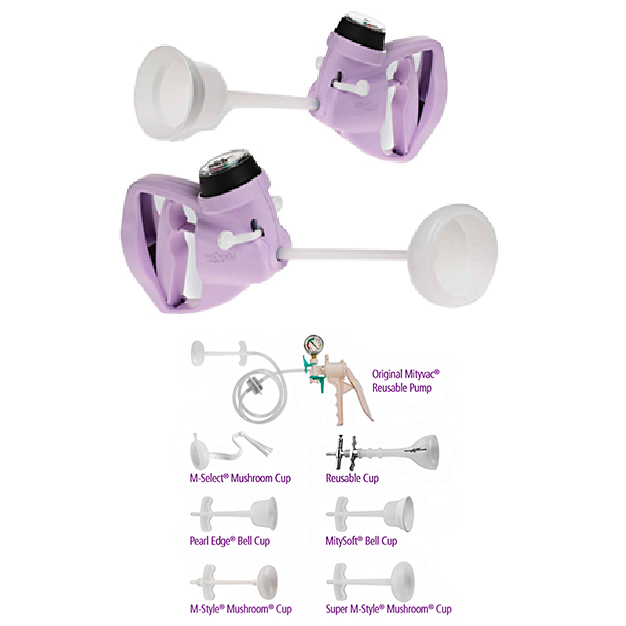 Original Mityvac®
Reusable Pump
M-Select® Mushroom Cup
Reusable Cup
Pearl Edge® Bell Cup
MitySoft® Bell Cup
M-Style® Mushroom® Cup
Super M-Style® Mushroom® Cup